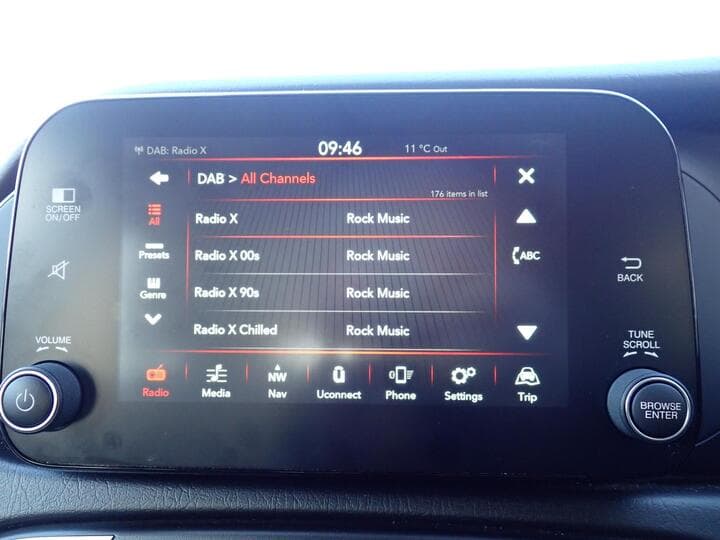 DAB: Radio X 09:46 11 °C Out
DAB > All Channels
176 items in list
SCREEN
ON/OFF
All
Radio X Rock Music
Presets
Radio X 00s Rock Music
ABC
Genre
Radio X 90s Rock Music
BACK
Radio X Chilled Rock Music
VOLUME
TUNE
SCROLL
Radio Media NW Nav Uconnect Phone Settings Trip
BROWSE
ENTER